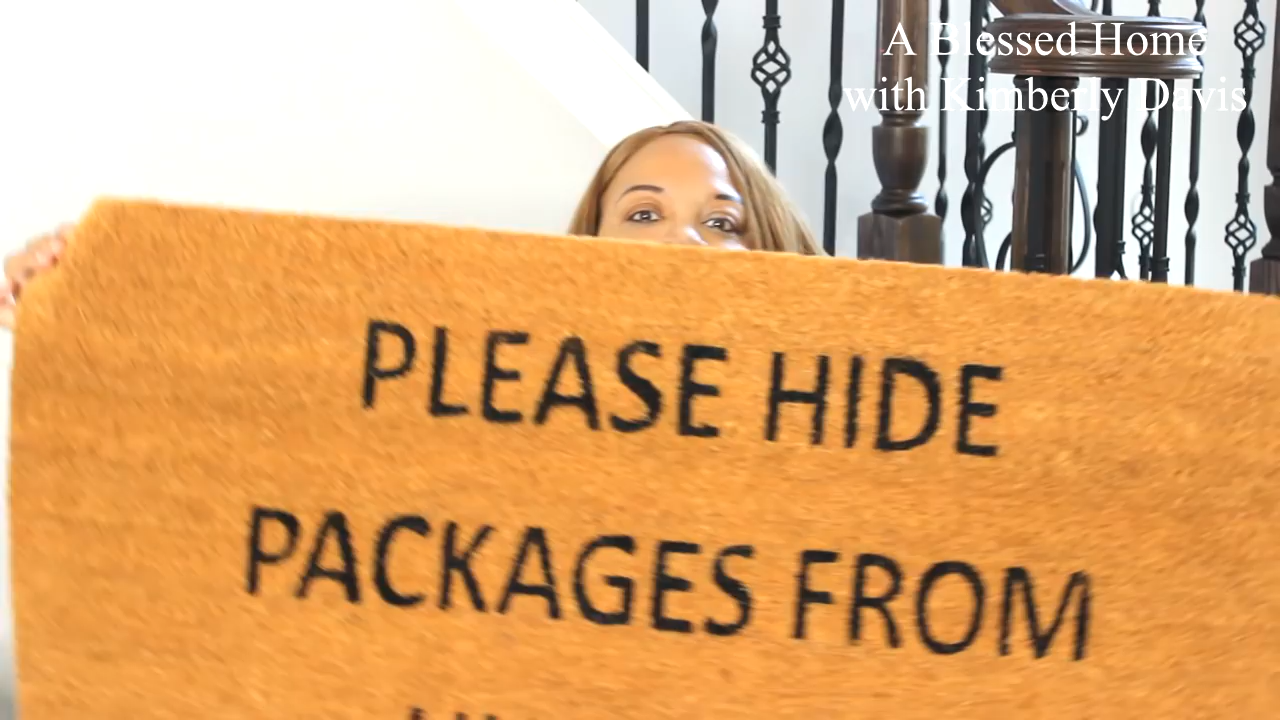 A Blessed Home
with Kimberly Davis
PLEASE HIDE
PACKAGES FROM